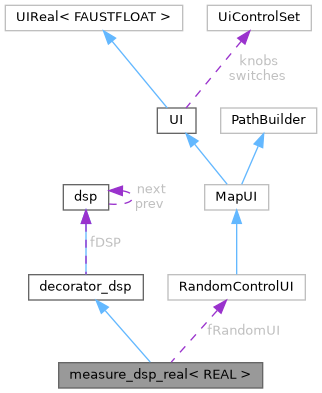 UIReal< FAUSTFLOAT >
UiControlSet
knobs
switches
UI
PathBuilder
next
prev
dsp
MapUI
fDSP
decorator_dsp
RandomControlUI
fRandomUI
measure_dsp_real< REAL >